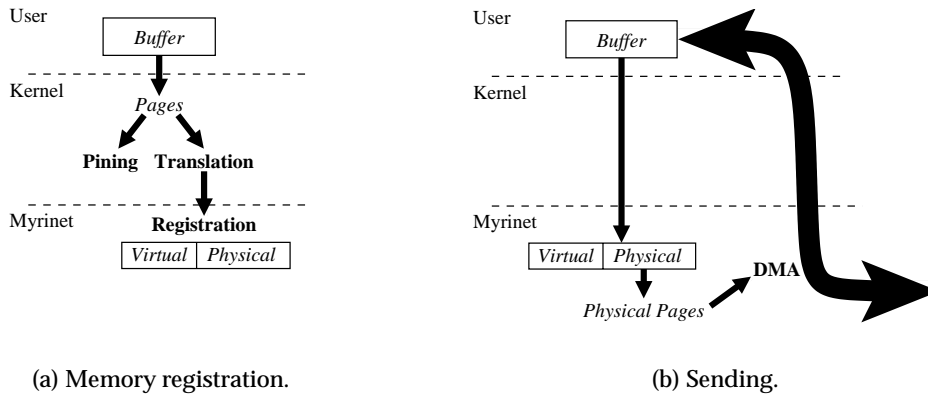 User
Buffer
Kernel
Pages
Pining Translation
Myrinet
Registration
Virtual Physical
(a) Memory registration.
User
Buffer
Kernel
Myrinet
Virtual Physical
DMA
Physical Pages
(b) Sending.